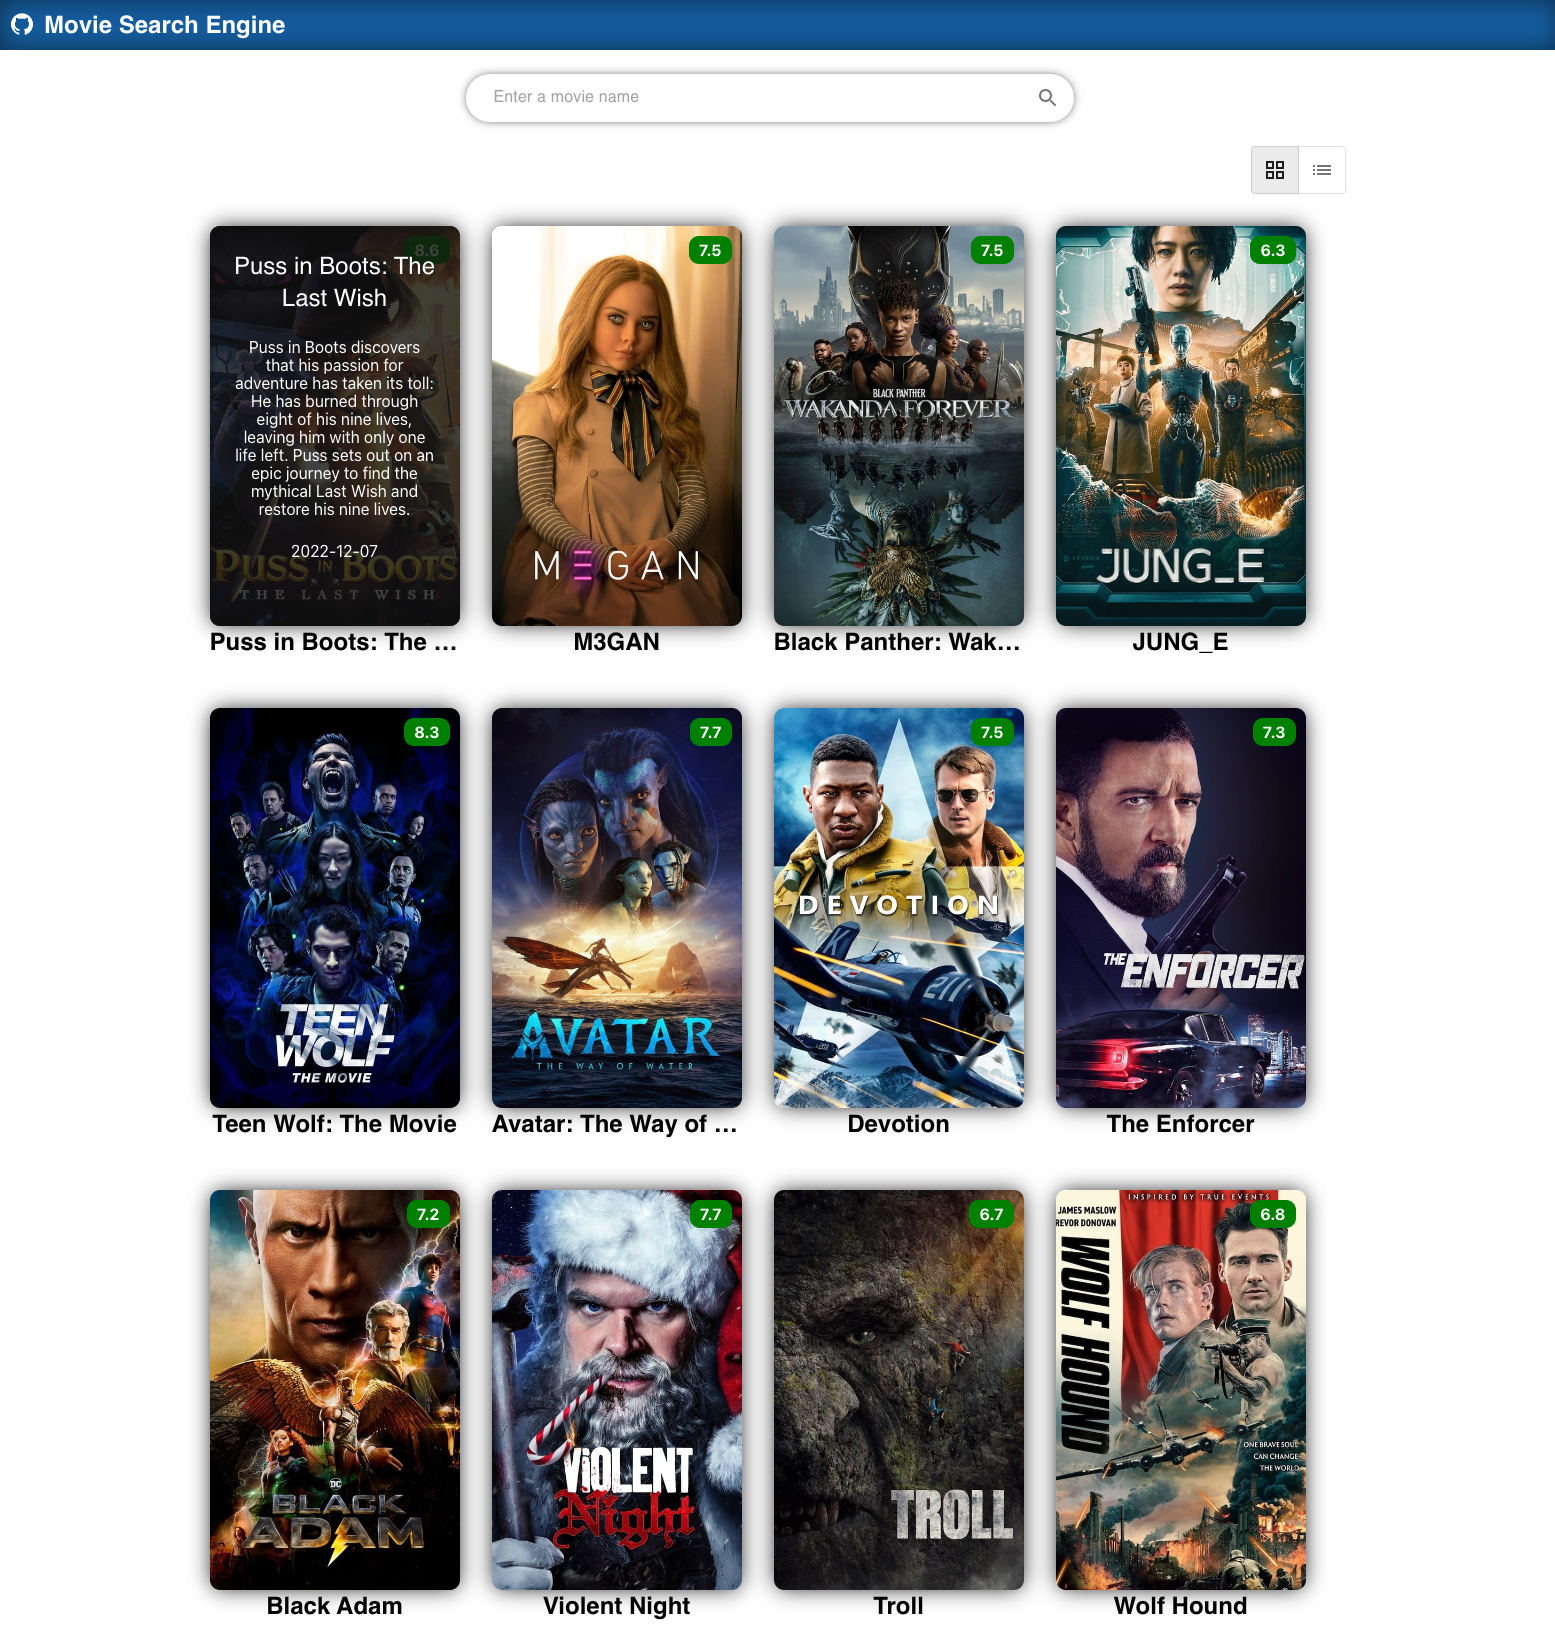 Movie Search Engine
Enter a movie name
8.6
Puss in Boots: The
Last Wish
Puss in Boots discovers
that his passion for
adventure has taken its toll:
He has burned through
eight of his nine lives,
leaving him with only one
life left. Puss sets out on an
epic journey to find the
mythical Last Wish and
restore his nine lives.
2022-12-07
PUSS IN BOOTS
THE LAST WISH
Puss in Boots: The ...
7.5
M3GAN
M3GAN
7.5
BLACK PANTHER
WAKANDA FOREVER
Black Panther: Wak...
6.3
JUNG_E
JUNG_E
8.3
TEEN
WOLF
THE MOVIE
Teen Wolf: The Movie
7.7
AVATAR
THE WAY OF WATER
Avatar: The Way of ...
7.5
DEVOTION
K
205
211
Devotion
7.3
THE ENFORCER
The Enforcer
7.2
DC
BLACK
ADAM
Black Adam
7.7
VIOLENT
Night
Violent Night
6.7
TROLL
Troll
INSPIRED BY TRUE EVENTS
6.8
JAMES MASLOW
REVOR DONOVAN
WOLF HOUND
ONE BRAVE SOUL
CAN CHANGE
THE WORLD
Wolf Hound